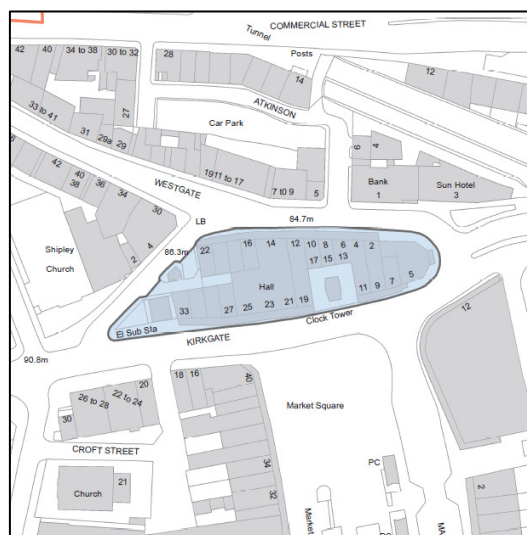 COMMERCIAL STREET
Tunnel
Posts
42
40
34 to 38
30 to 32
28
12
14
ATKINSON
27
33 to 41
Car Park
31
29a
29
6
4
42
40
38
36
34
30
WESTGATE
1911 to 17
7 to 9
5
Bank
1
Sun Hotel
3
LB
84.7m
Shipley
Church
2
4
86.3m
22
16
14
12
10
8
6
4
2
17
15
13
Hall
33
27
25
23
21
19
11
9
7
5
El Sub Sta
KIRKGATE
Clock Tower
12
90.8m
20
22 to 24
26 to 28
30
18
16
40
Market Square
CROFT STREET
21
Church
34
32
PC
2
Market
MA